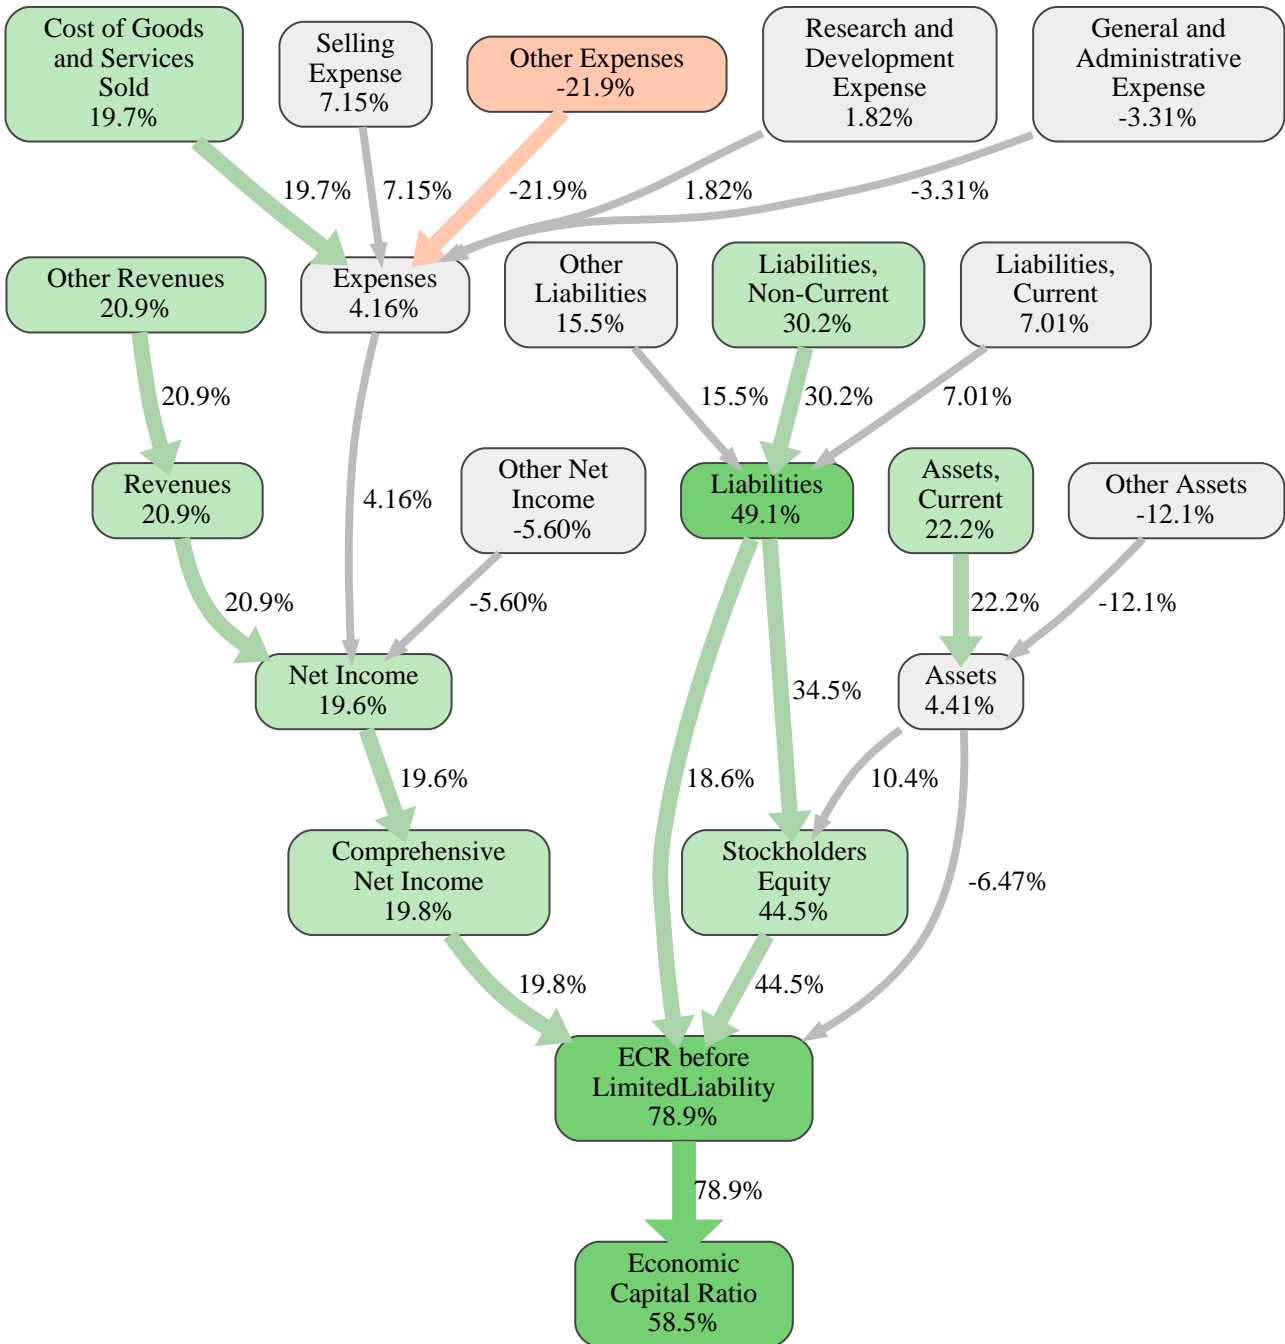 Cost of Goods
and Services
Sold
19.7%
Selling
Expense
7.15%
Other Expenses
-21.9%
Research and
Development
Expense
1.82%
General and
Administrative
Expense
-3.31%
19.7%
7.15%
-21.9%
1.82%
-3.31%
Other Revenues
20.9%
Expenses
4.16%
Other
Liabilities
15.5%
Liabilities,
Non-Current
30.2%
Liabilities,
Current
7.01%
20.9%
15.5%
30.2%
7.01%
Revenues
20.9%
4.16%
Other Net
Income
-5.60%
Liabilities
49.1%
Assets,
Current
22.2%
Other Assets
-12.1%
20.9%
-5.60%
22.2%
-12.1%
Net Income
19.6%
34.5%
Assets
4.41%
19.6%
18.6%
10.4%
Comprehensive
Net Income
19.8%
Stockholders
Equity
44.5%
-6.47%
19.8%
44.5%
ECR before
LimitedLiability
78.9%
78.9%
Economic
Capital Ratio
58.5%